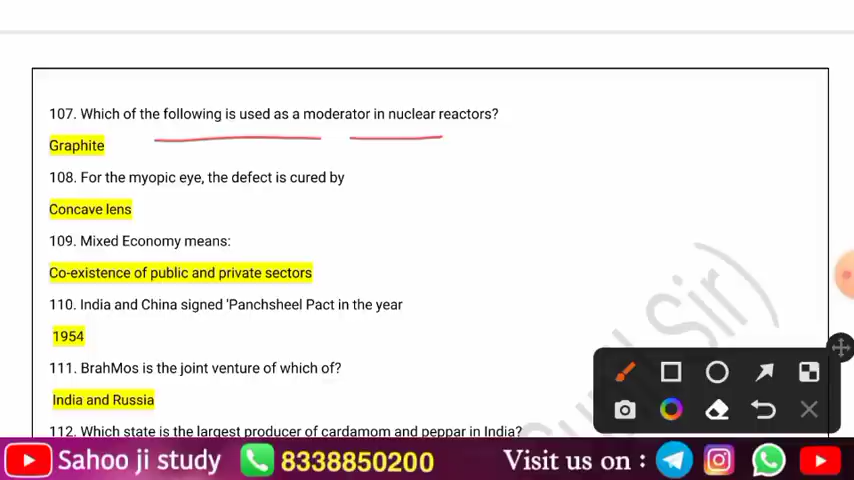 107. Which of the following is used as a moderator in nuclear reactors?
Graphite
108. For the myopic eye, the defect is cured by
Concave lens
109. Mixed Economy means:
Co-existence of public and private sectors
110. India and China signed 'Panchsheel Pact in the year
1954
111. BrahMos is the joint venture of which of?
India and Russia
112. Which state is the largest producer of cardamom and peppar in India?
Sir)
Sahoo ji study 8338850200 Visit us on :